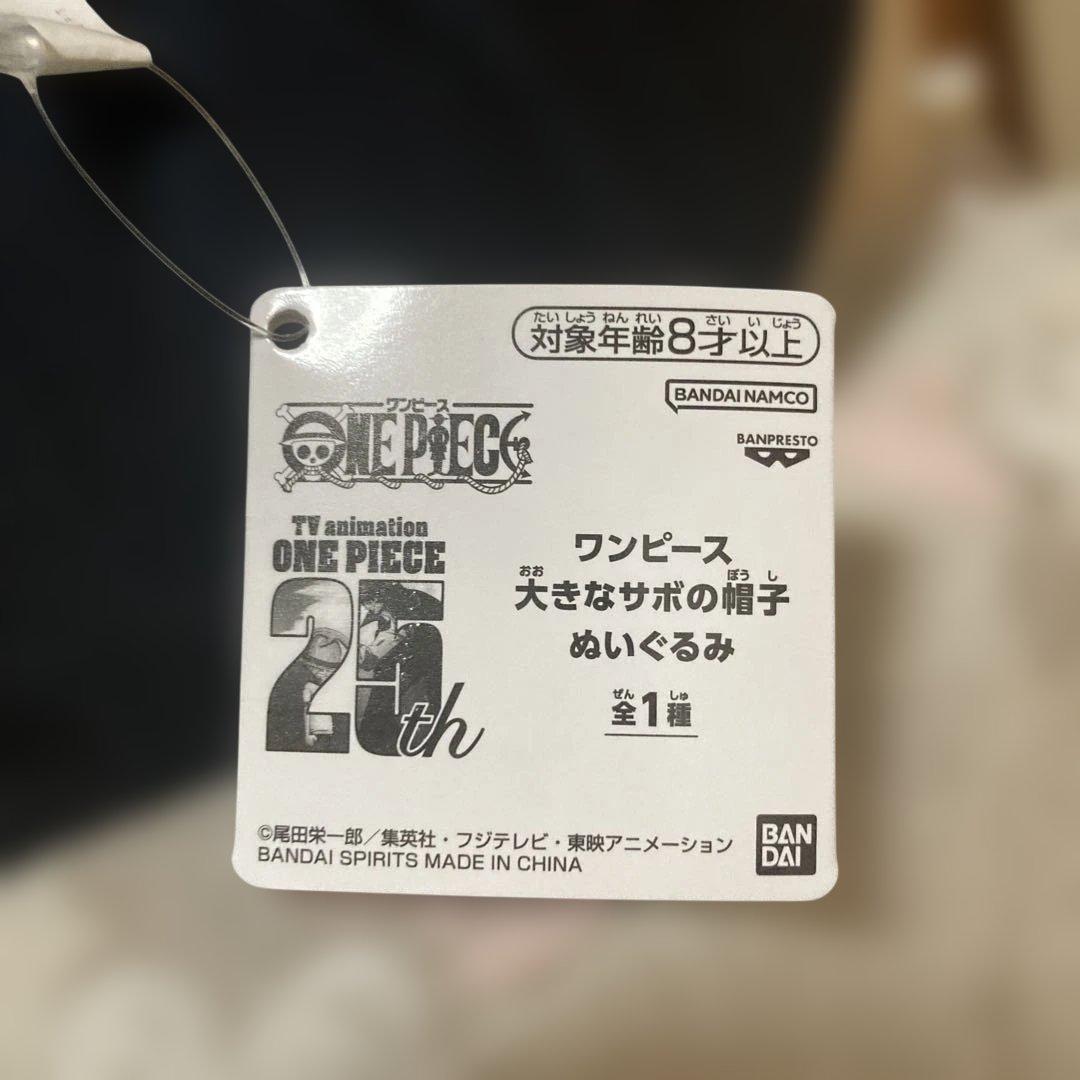 対象年齢8才以上
たいしょうねんれい さいいじょう
BANDAI NAMCO
BANPRESTO
ワンピース
ONE PIECE
TV animation
ONE PIECE
25th
ワンピース
大きなサボの帽子
おお ぼうし
ぬいぐるみ
全1種
ぜん しゅ
©尾田栄一郎／集英社・フジテレビ・東映アニメーション
BANDAI SPIRITS MADE IN CHINA
BAN
DAI